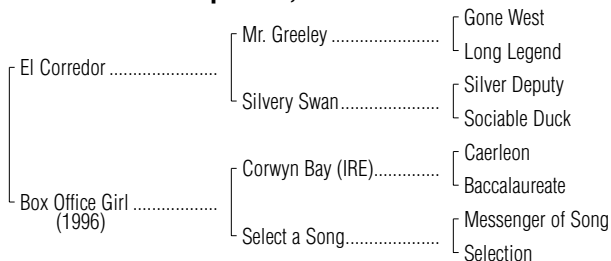 Gone West
Mr. Greeley ........................
Long Legend
El Corredor ........................
Silver Deputy
Silvery Swan......................
Sociable Duck
Caerleon
Corwyn Bay (IRE)..............
Baccalaureate
Box Office Girl ...................
(1996)
Messenger of Song
Select a Song.....................
Selection